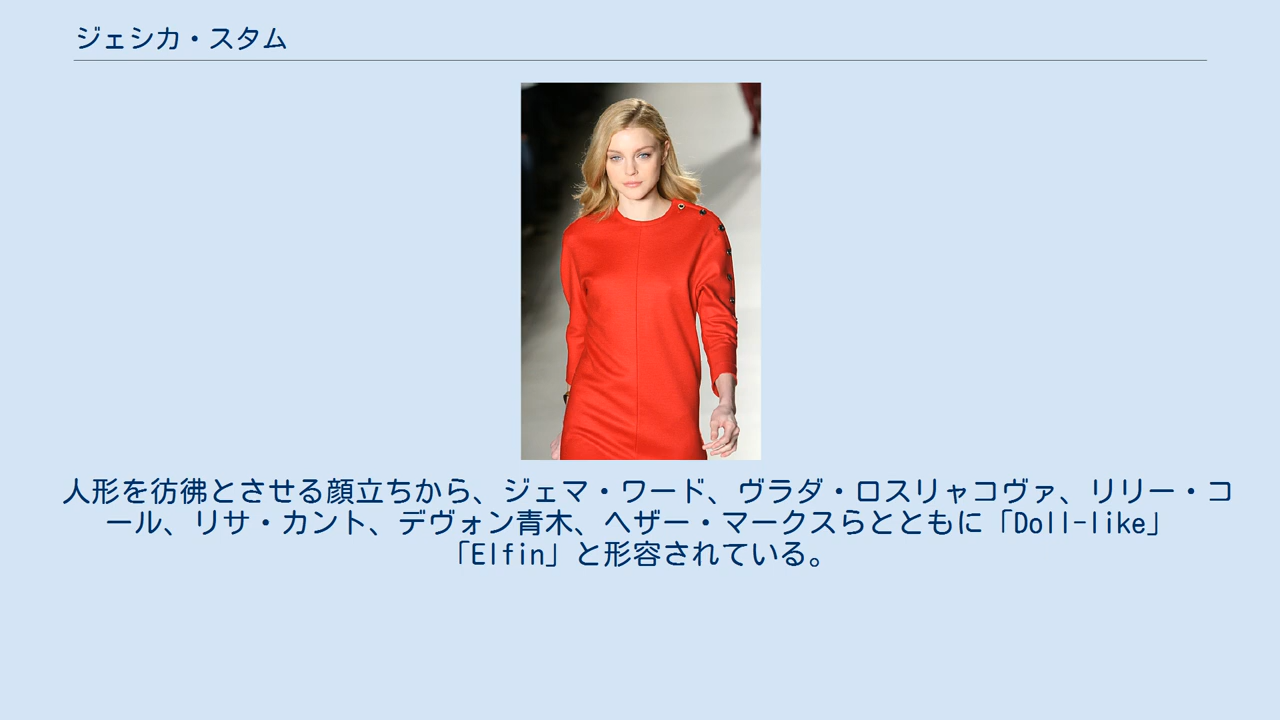 ジェシカ・スタム
人形を彷彿とさせる顔立ちから、ジェマ・ワード、ヴラダ・ロスリャコヴァ、リリー・コ
ール、リサ・カント、デヴォン青木、ヘザー・マークスらとともに「Doll-like」
「Elfin」と形容されている。